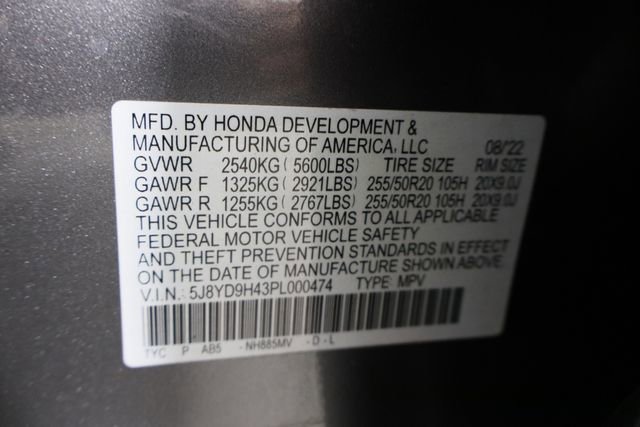 MFD. BY HONDA DEVELOPMENT &
MANUFACTURING OF AMERICA, LLC 08/'22
GVWR 2540KG ( 5600LBS) TIRE SIZE RIM SIZE
GAWR F 1325KG ( 2921LBS) 255/50R20 105H 20X9.0J
GAWR R 1255KG ( 2767LBS) 255/50R20 105H 20X9.0J
THIS VEHICLE CONFORMS TO ALL APPLICABLE
FEDERAL MOTOR VEHICLE SAFETY
AND THEFT PREVENTION STANDARDS IN EFFECT
ON THE DATE OF MANUFACTURE SHOWN ABOVE.
V.I.N.: 5J8YD9H43PL000474 TYPE: MPV
TYC P AB5 - NH885MV - D - L